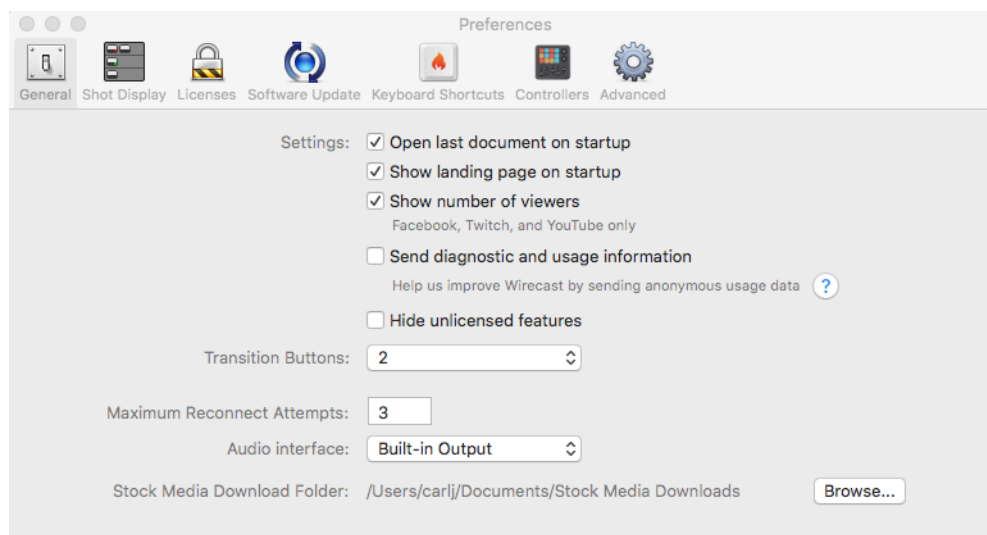 Preferences
General Shot Display Licenses Software Update Keyboard Shortcuts Controllers Advanced
Settings: Open last document on startup
Show landing page on startup
Show number of viewers
Facebook, Twitch, and YouTube only
Send diagnostic and usage information
Help us improve Wirecast by sending anonymous usage data ?
Hide unlicensed features
Transition Buttons: 2
Maximum Reconnect Attempts: 3
Audio interface: Built-in Output
Stock Media Download Folder: /Users/carlj/Documents/Stock Media Downloads Browse...